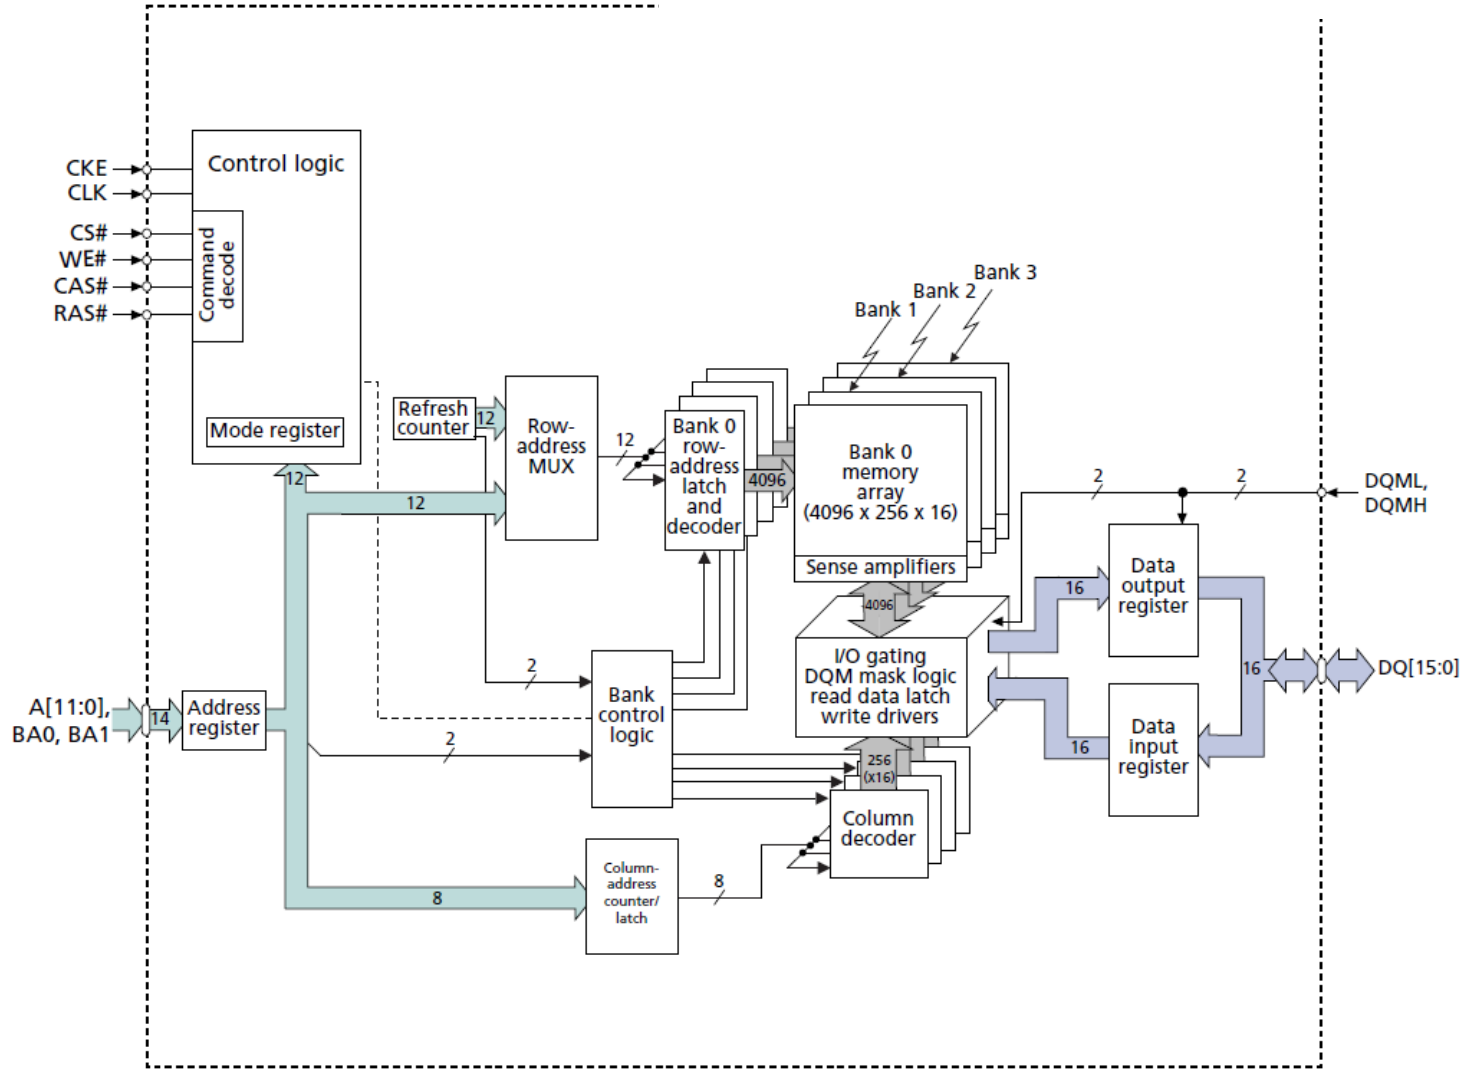 Control logic
CKE
CLK
CS#
WE#
CAS#
RAS#
Command
decode
Mode register
12
Refresh
counter
12
Row-
address
MUX
12
12
Bank 0
row-
address
latch
and
decoder
4096
Bank 1
Bank 2
Bank 3
Bank 0
memory
array
(4096 x 256 x 16)
Sense amplifiers
4096
I/O gating
DQM mask logic
read data latch
write drivers
2
2
DQML,
DQMH
16
Data
output
register
16
DQ[15:0]
16
Data
input
register
A[11:0],
BA0, BA1
14
Address
register
2
2
Bank
control
logic
256
(x16)
Column
decoder
8
Column-
address
counter/
latch
8